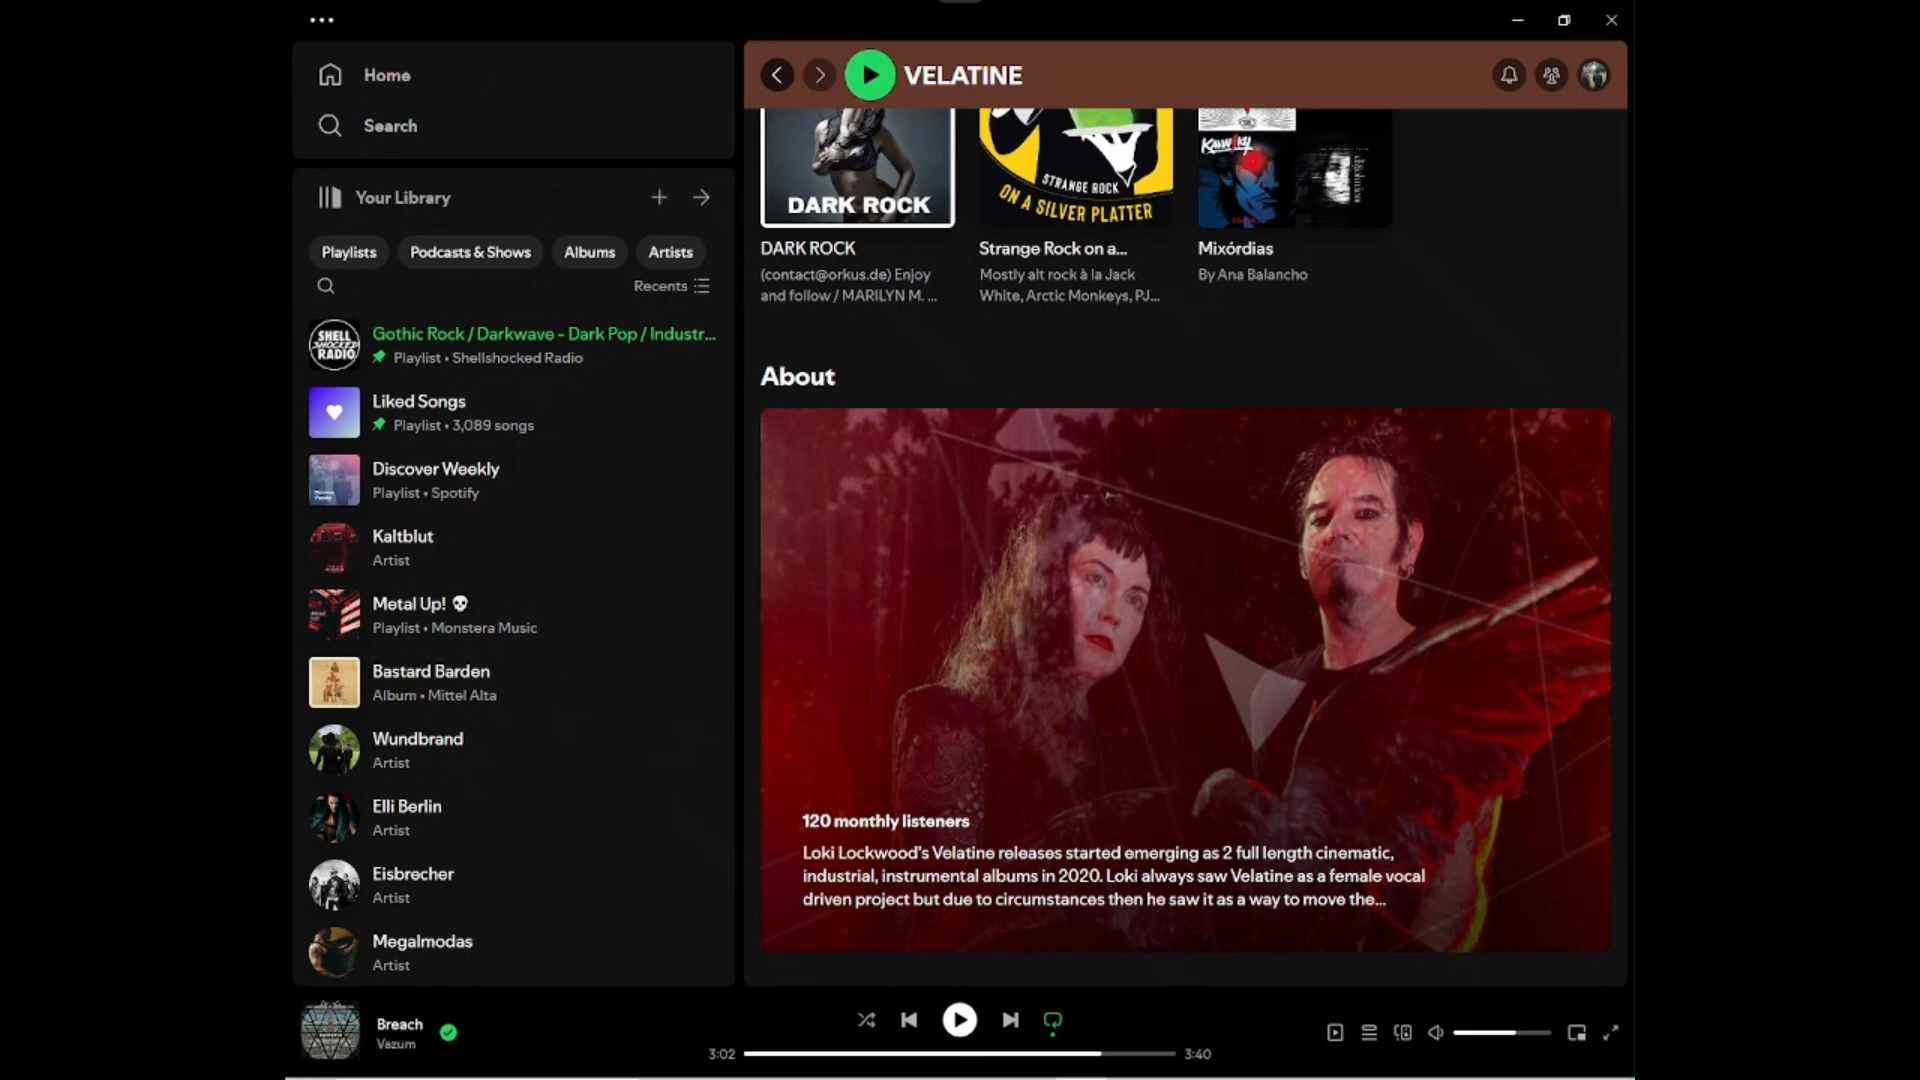 Home
Search
Your Library
Playlists
Podcasts & Shows
Albums
Artists
Recents
SHELL
SHOCKED
RADIO
Gothic Rock / Darkwave - Dark Pop / Industr...
Playlist • Shellshocked Radio
Liked Songs
Playlist • 3,089 songs
Discover Weekly
Playlist • Spotify
Kaltblut
Artist
Metal Up! 💀
Playlist • Monstera Music
Bastard Barden
Album • Mittel Alta
Wundbrand
Artist
Elli Berlin
Artist
Eisbrecher
Artist
Megalmodas
Artist
VELATINE
DARK ROCK
STRANGE ROCK
ON A SILVER PLATTER
DARK ROCK
(contact@orkus.de) Enjoy
and follow / MARILYN M. ...
Strange Rock on a...
Mostly alt rock à la Jack
White, Arctic Monkeys, PJ...
Mixórdias
By Ana Balancho
About
120 monthly listeners
Loki Lockwood's Velatine releases started emerging as 2 full length cinematic,
industrial, instrumental albums in 2020. Loki always saw Velatine as a female vocal
driven project but due to circumstances then he saw it as a way to move the...
Breach
Vazum
3:02
3:40